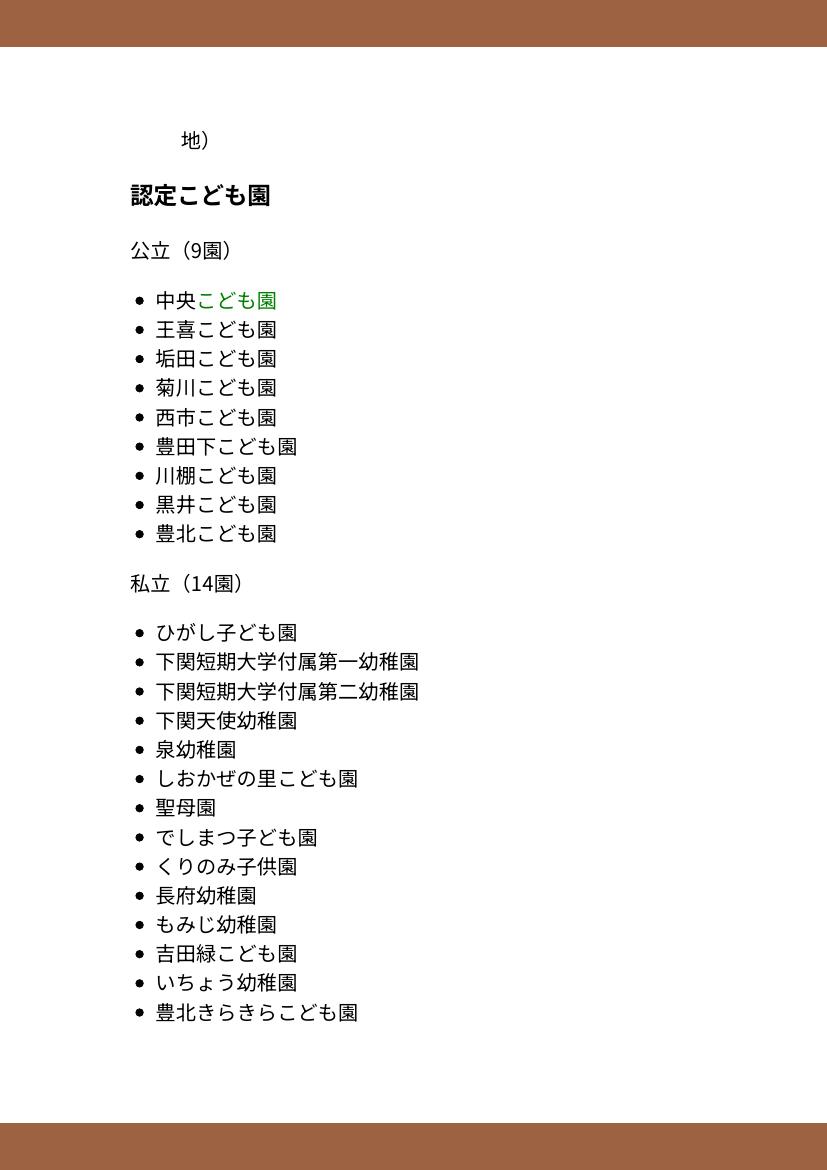 地）
認定こども園
公立（9園）
中央こども園
王喜こども園
垢田こども園
菊川こども園
西市こども園
豊田下こども園
川棚こども園
黒井こども園
豊北こども園
私立（14園）
ひがし子ども園
下関短期大学付属第一幼稚園
下関短期大学付属第二幼稚園
下関天使幼稚園
泉幼稚園
しおかぜの里こども園
聖母園
でしまつ子ども園
くりのみ子供園
長府幼稚園
もみじ幼稚園
吉田緑こども園
いちょう幼稚園
豊北きらきらこども園